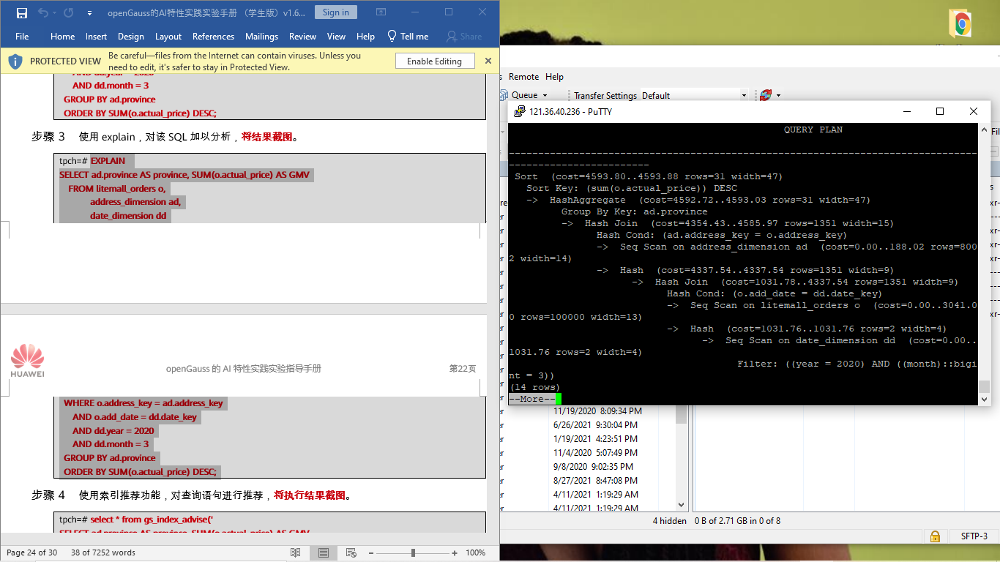 openGauss的AI特性实践实验手册 （学生版）v1.6...
Sign in
File Home Insert Design Layout References Mailings Review View Help Tell me Share
PROTECTED VIEW
Be careful—files from the Internet can contain viruses. Unless you
need to edit, it's safer to stay in Protected View.
Enable Editing
AND dd.month = 3
GROUP BY ad.province
ORDER BY SUM(o.actual_price) DESC;
步骤 3 使用 explain，对该 SQL 加以分析，将结果截图。
tpch=# EXPLAIN
SELECT ad.province AS province, SUM(o.actual_price) AS GMV
FROM litemall_orders o,
address_dimension ad,
date_dimension dd
HUAWEI
openGauss 的 AI 特性实践实验指导手册
第22页
WHERE o.address_key = ad.address_key
AND o.add_date = dd.date_key
AND dd.year = 2020
AND dd.month = 3
GROUP BY ad.province
ORDER BY SUM(o.actual_price) DESC;
步骤 4 使用索引推荐功能，对查询语句进行推荐，将执行结果截图。
tpch=# select * from gs_index_advise('
SELECT ad.province AS province, SUM(o.actual_price) AS GMV
Page 24 of 30 38 of 7252 words
100%
Remote Help
Queue
Transfer Settings Default
121.36.40.236 - PuTTY
QUERY PLAN
--------------------------------------------------------------------------------
------------------------
Sort (cost=4593.80..4593.88 rows=31 width=47)
Sort Key: (sum(o.actual_price)) DESC
-> HashAggregate (cost=4592.72..4593.03 rows=31 width=47)
Group By Key: ad.province
-> Hash Join (cost=4354.43..4585.97 rows=1351 width=15)
Hash Cond: (ad.address_key = o.address_key)
-> Seq Scan on address_dimension ad (cost=0.00..188.02 rows=800
2 width=14)
-> Hash (cost=4337.54..4337.54 rows=1351 width=9)
-> Hash Join (cost=1031.78..4337.54 rows=1351 width=9)
Hash Cond: (o.add_date = dd.date_key)
-> Seq Scan on litemall_orders o (cost=0.00..3041.0
0 rows=100000 width=13)
-> Hash (cost=1031.76..1031.76 rows=2 width=4)
-> Seq Scan on date_dimension dd (cost=0.00..
1031.76 rows=2 width=4)
Filter: ((year = 2020) AND ((month)::bigi
nt = 3))
(14 rows)
--More--
11/19/2020 8:09:34 PM
6/26/2021 9:30:04 PM
1/19/2021 4:23:51 PM
11/4/2020 5:07:49 PM
9/8/2020 9:02:35 PM
8/27/2021 8:47:08 PM
4/11/2021 1:19:29 AM
4/11/2021 1:19:29 AM
4 hidden 0 B of 2.71 GB in 0 of 8
SFTP-3